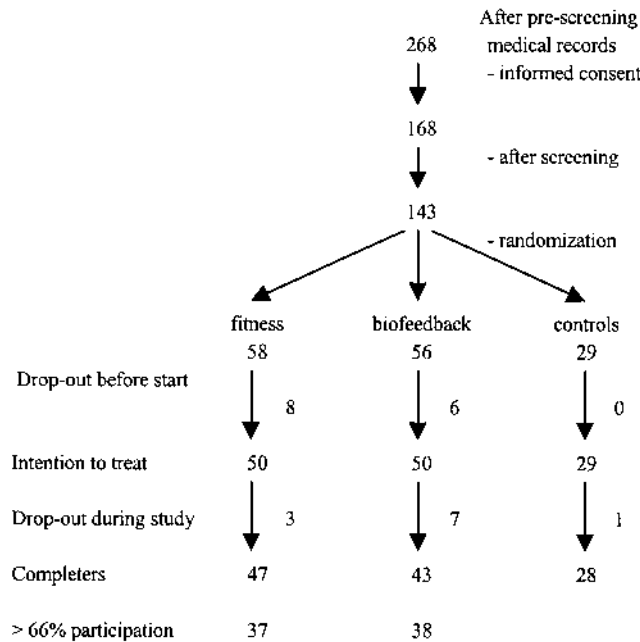 After pre-screening
268 medical records
- informed consent
168
- after screening
143
- randomization
fitness biofeedback controls
58 56 29
Drop-out before start
8 6 0
Intention to treat 50 50 29
Drop-out during study 3 7 1
Completers 47 43 28
> 66% participation 37 38